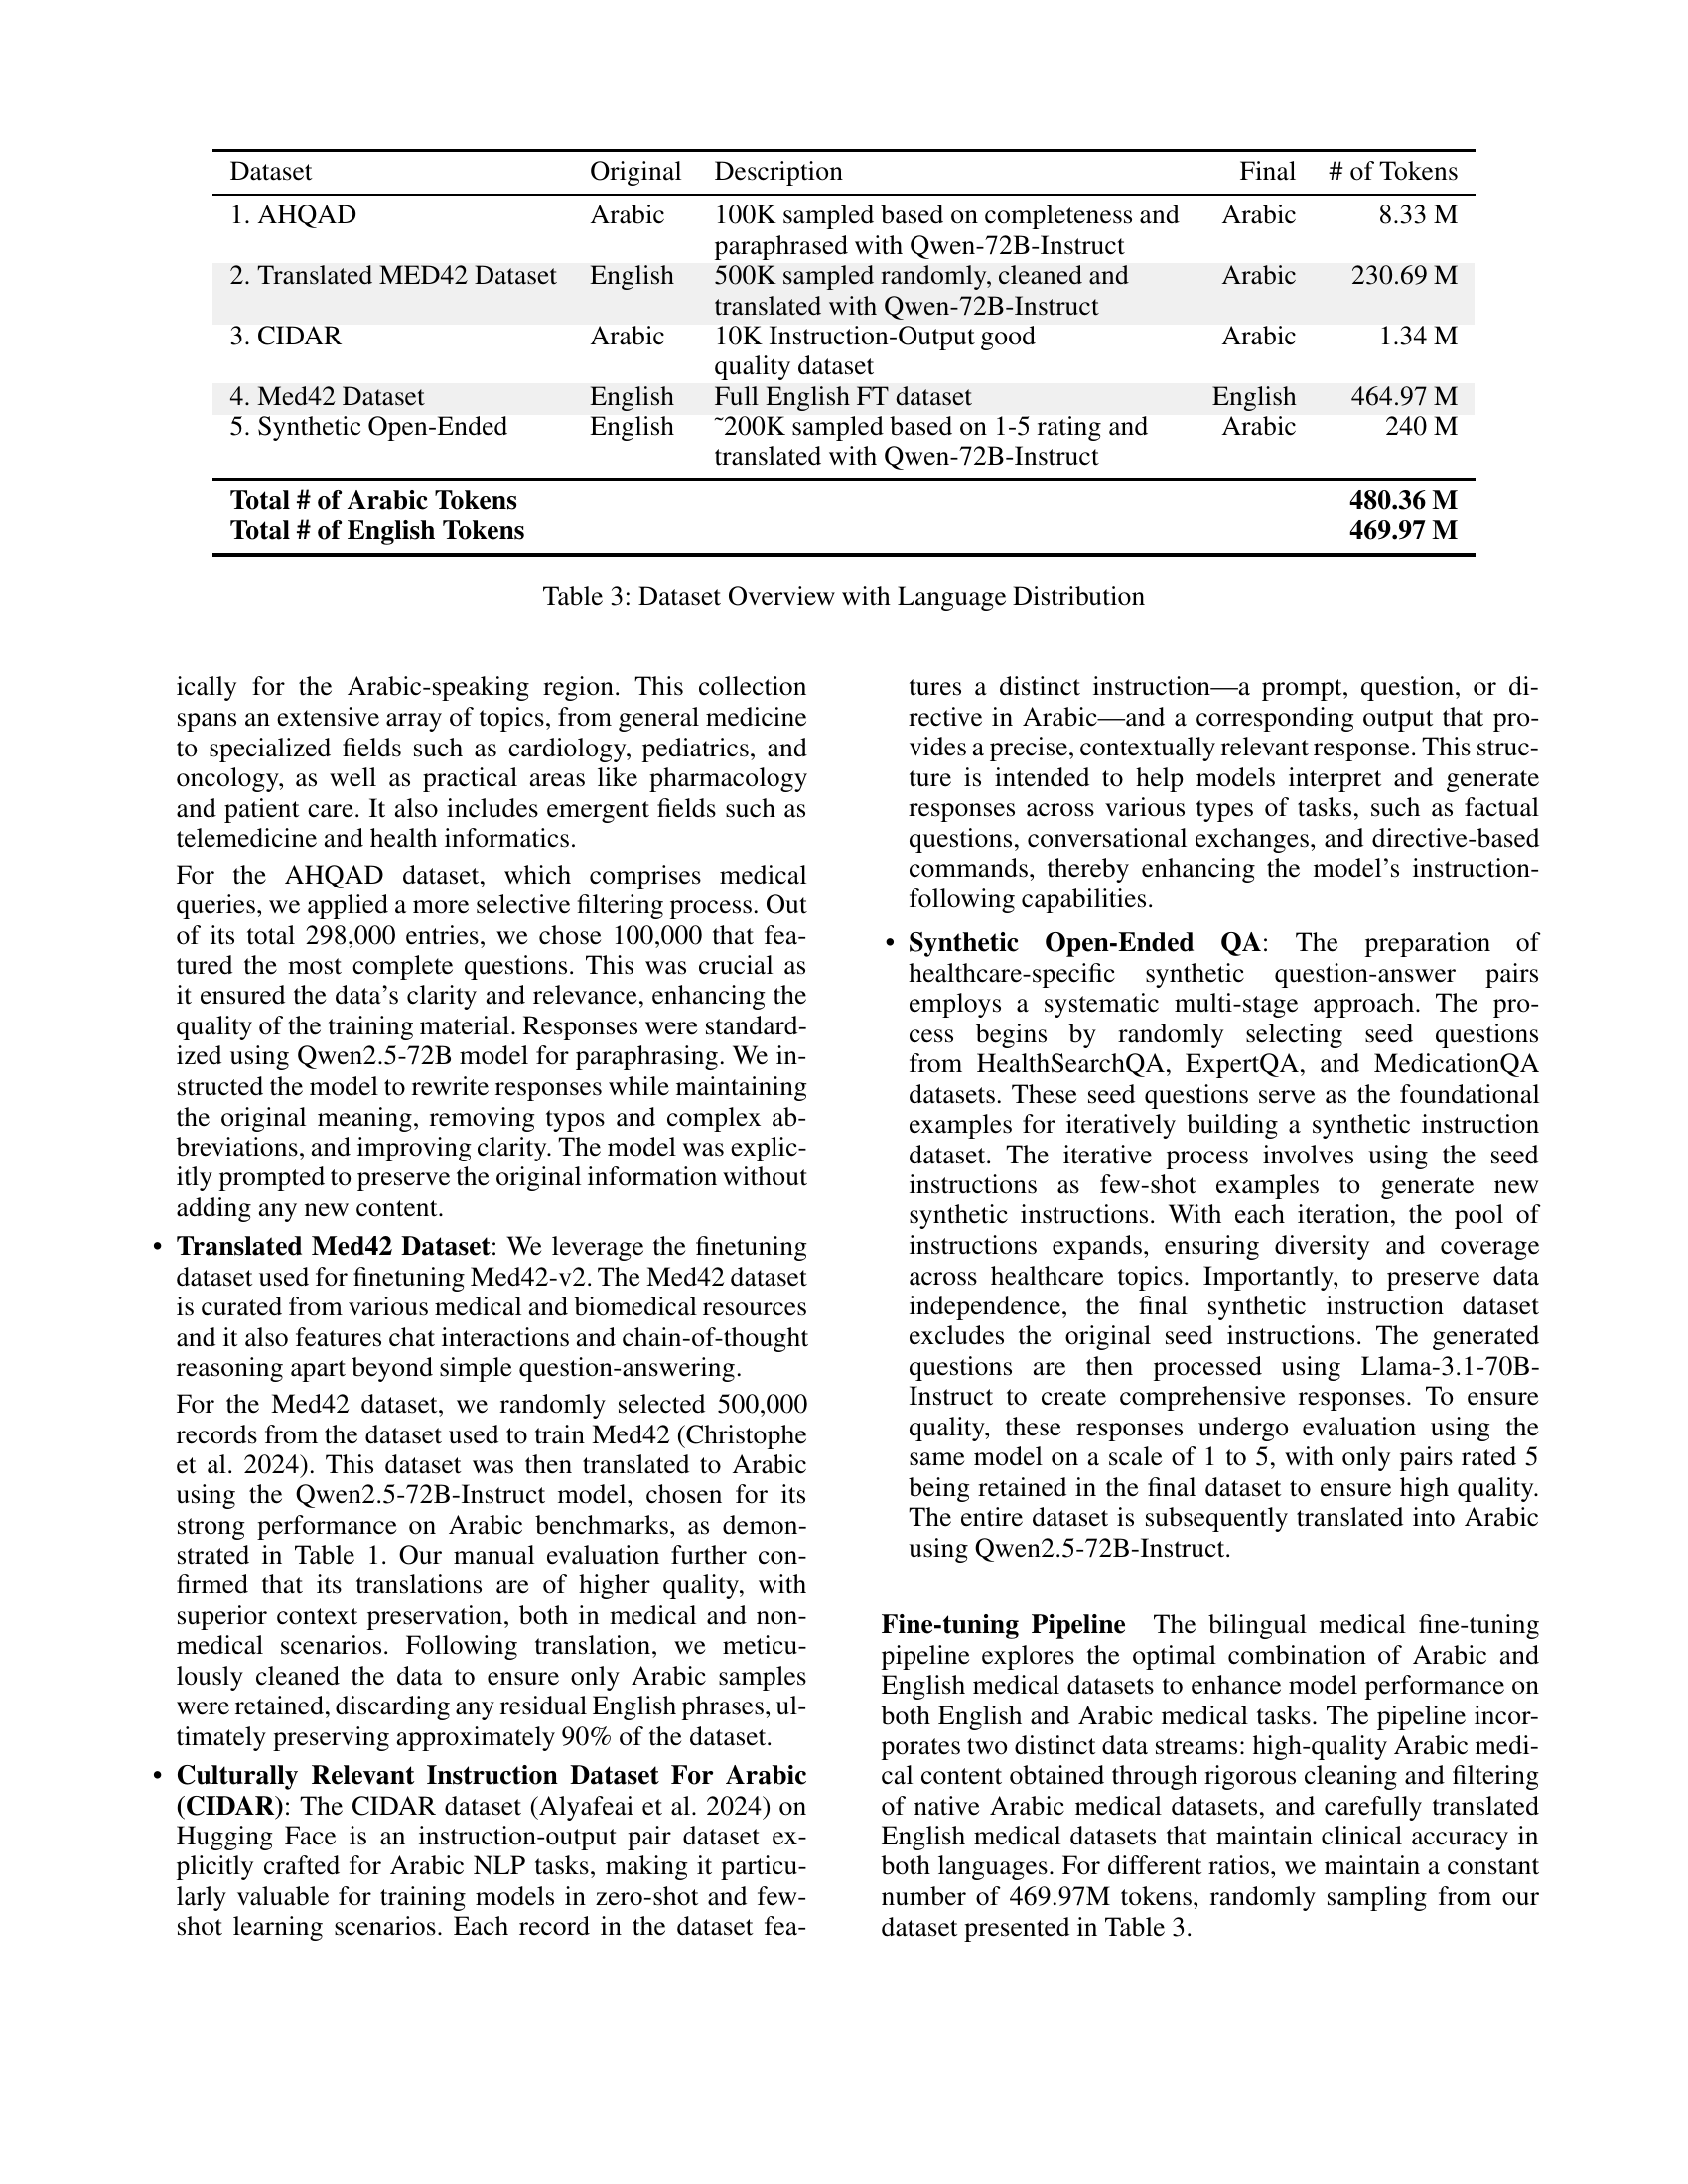 Dataset Original Description Final # of Tokens
1. AHQAD Arabic 100K sampled based on completeness and Arabic 8.33 M
paraphrased with Qwen-72B-Instruct
2. Translated MED42 Dataset English 500K sampled randomly, cleaned and Arabic 230.69 M
translated with Qwen-72B-Instruct
3. CIDAR Arabic 10K Instruction-Output good Arabic 1.34 M
quality dataset
4. Med42 Dataset English Full English FT dataset English 464.97 M
5. Synthetic Open-Ended English ˜200K sampled based on 1-5 rating and Arabic 240 M
translated with Qwen-72B-Instruct
Total # of Arabic Tokens 480.36 M
Total # of English Tokens 469.97 M
Table 3: Dataset Overview with Language Distribution
ically for the Arabic-speaking region. This collection
spans an extensive array of topics, from general medicine
to specialized fields such as cardiology, pediatrics, and
oncology, as well as practical areas like pharmacology
and patient care. It also includes emergent fields such as
telemedicine and health informatics.
For the AHQAD dataset, which comprises medical
queries, we applied a more selective filtering process. Out
of its total 298,000 entries, we chose 100,000 that fea-
tured the most complete questions. This was crucial as
it ensured the data's clarity and relevance, enhancing the
quality of the training material. Responses were standard-
ized using Qwen2.5-72B model for paraphrasing. We in-
structed the model to rewrite responses while maintaining
the original meaning, removing typos and complex ab-
breviations, and improving clarity. The model was explic-
itly prompted to preserve the original information without
adding any new content.
• Translated Med42 Dataset: We leverage the finetuning
dataset used for finetuning Med42-v2. The Med42 dataset
is curated from various medical and biomedical resources
and it also features chat interactions and chain-of-thought
reasoning apart beyond simple question-answering.
For the Med42 dataset, we randomly selected 500,000
records from the dataset used to train Med42 (Christophe
et al. 2024). This dataset was then translated to Arabic
using the Qwen2.5-72B-Instruct model, chosen for its
strong performance on Arabic benchmarks, as demon-
strated in Table 1. Our manual evaluation further con-
firmed that its translations are of higher quality, with
superior context preservation, both in medical and non-
medical scenarios. Following translation, we meticu-
lously cleaned the data to ensure only Arabic samples
were retained, discarding any residual English phrases, ul-
timately preserving approximately 90% of the dataset.
• Culturally Relevant Instruction Dataset For Arabic
(CIDAR): The CIDAR dataset (Alyafeai et al. 2024) on
Hugging Face is an instruction-output pair dataset ex-
plicitly crafted for Arabic NLP tasks, making it particu-
larly valuable for training models in zero-shot and few-
shot learning scenarios. Each record in the dataset fea-
tures a distinct instruction—a prompt, question, or di-
rective in Arabic—and a corresponding output that pro-
vides a precise, contextually relevant response. This struc-
ture is intended to help models interpret and generate
responses across various types of tasks, such as factual
questions, conversational exchanges, and directive-based
commands, thereby enhancing the model's instruction-
following capabilities.
• Synthetic Open-Ended QA: The preparation of
healthcare-specific synthetic question-answer pairs
employs a systematic multi-stage approach. The pro-
cess begins by randomly selecting seed questions
from HealthSearchQA, ExpertQA, and MedicationQA
datasets. These seed questions serve as the foundational
examples for iteratively building a synthetic instruction
dataset. The iterative process involves using the seed
instructions as few-shot examples to generate new
synthetic instructions. With each iteration, the pool of
instructions expands, ensuring diversity and coverage
across healthcare topics. Importantly, to preserve data
independence, the final synthetic instruction dataset
excludes the original seed instructions. The generated
questions are then processed using Llama-3.1-70B-
Instruct to create comprehensive responses. To ensure
quality, these responses undergo evaluation using the
same model on a scale of 1 to 5, with only pairs rated 5
being retained in the final dataset to ensure high quality.
The entire dataset is subsequently translated into Arabic
using Qwen2.5-72B-Instruct.
Fine-tuning Pipeline The bilingual medical fine-tuning
pipeline explores the optimal combination of Arabic and
English medical datasets to enhance model performance on
both English and Arabic medical tasks. The pipeline incor-
porates two distinct data streams: high-quality Arabic medi-
cal content obtained through rigorous cleaning and filtering
of native Arabic medical datasets, and carefully translated
English medical datasets that maintain clinical accuracy in
both languages. For different ratios, we maintain a constant
number of 469.97M tokens, randomly sampling from our
dataset presented in Table 3.